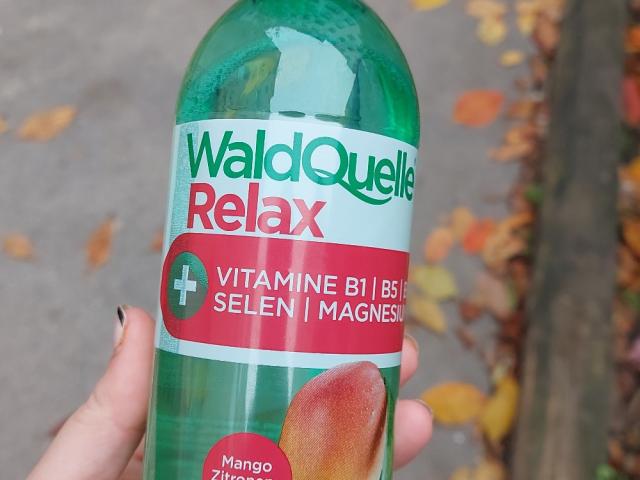 WaldQuelle
Relax
VITAMINE B1 | B5 |
SELEN | MAGNESIU
Mango